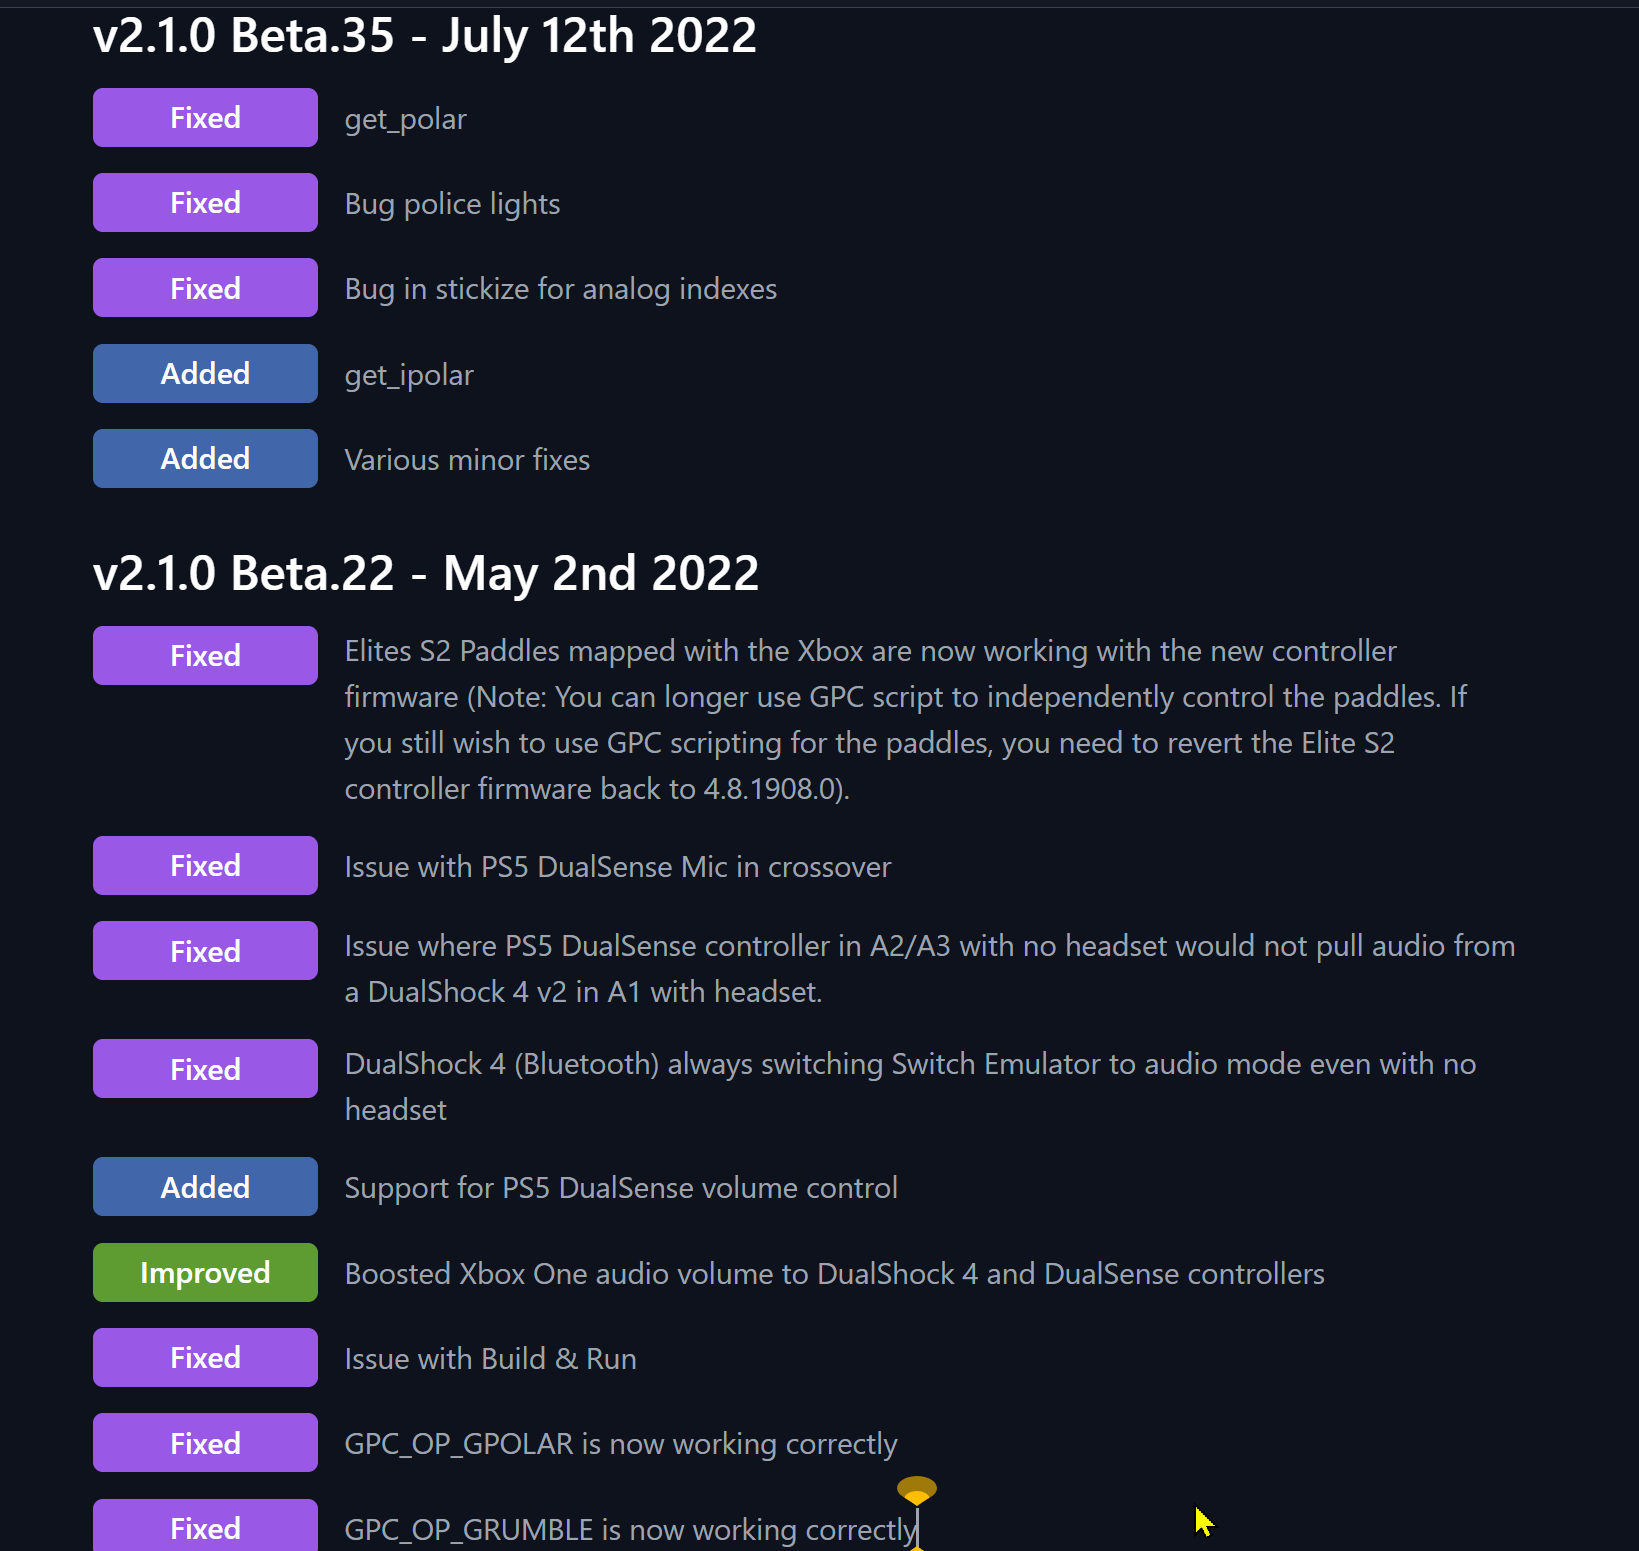 v2.1.0 Beta.35 - July 12th 2022
Fixed get_polar
Fixed Bug police lights
Fixed Bug in stickize for analog indexes
Added get_ipolar
Added Various minor fixes
v2.1.0 Beta.22 - May 2nd 2022
Fixed Elites S2 Paddles mapped with the Xbox are now working with the new controller
firmware (Note: You can longer use GPC script to independently control the paddles. If
you still wish to use GPC scripting for the paddles, you need to revert the Elite S2
controller firmware back to 4.8.1908.0).
Fixed Issue with PS5 DualSense Mic in crossover
Fixed Issue where PS5 DualSense controller in A2/A3 with no headset would not pull audio from
a DualShock 4 v2 in A1 with headset.
Fixed DualShock 4 (Bluetooth) always switching Switch Emulator to audio mode even with no
headset
Added Support for PS5 DualSense volume control
Improved Boosted Xbox One audio volume to DualShock 4 and DualSense controllers
Fixed Issue with Build & Run
Fixed GPC_OP_GPOLAR is now working correctly
Fixed GPC_OP_GRUMBLE is now working correctly